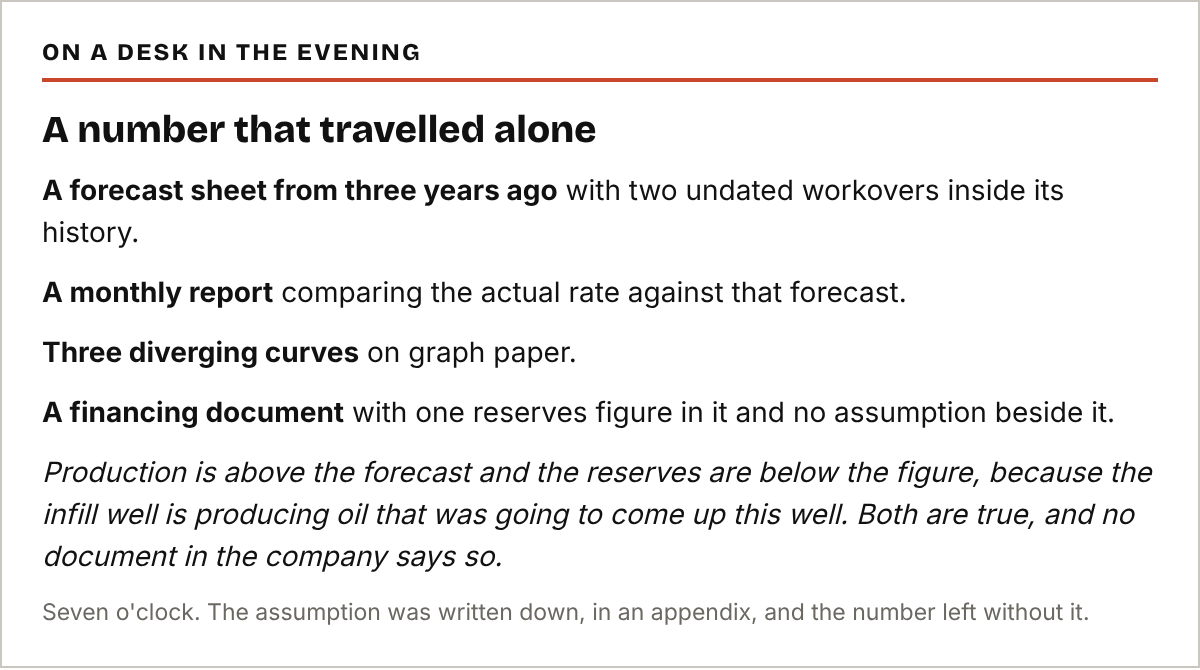 ON A DESK IN THE EVENING
A number that travelled alone
A forecast sheet from three years ago with two undated workovers inside its
history.
A monthly report comparing the actual rate against that forecast.
Three diverging curves on graph paper.
A financing document with one reserves figure in it and no assumption beside it.
Production is above the forecast and the reserves are below the figure, because the
infill well is producing oil that was going to come up this well. Both are true, and no
document in the company says so.
Seven o'clock. The assumption was written down, in an appendix, and the number left without it.